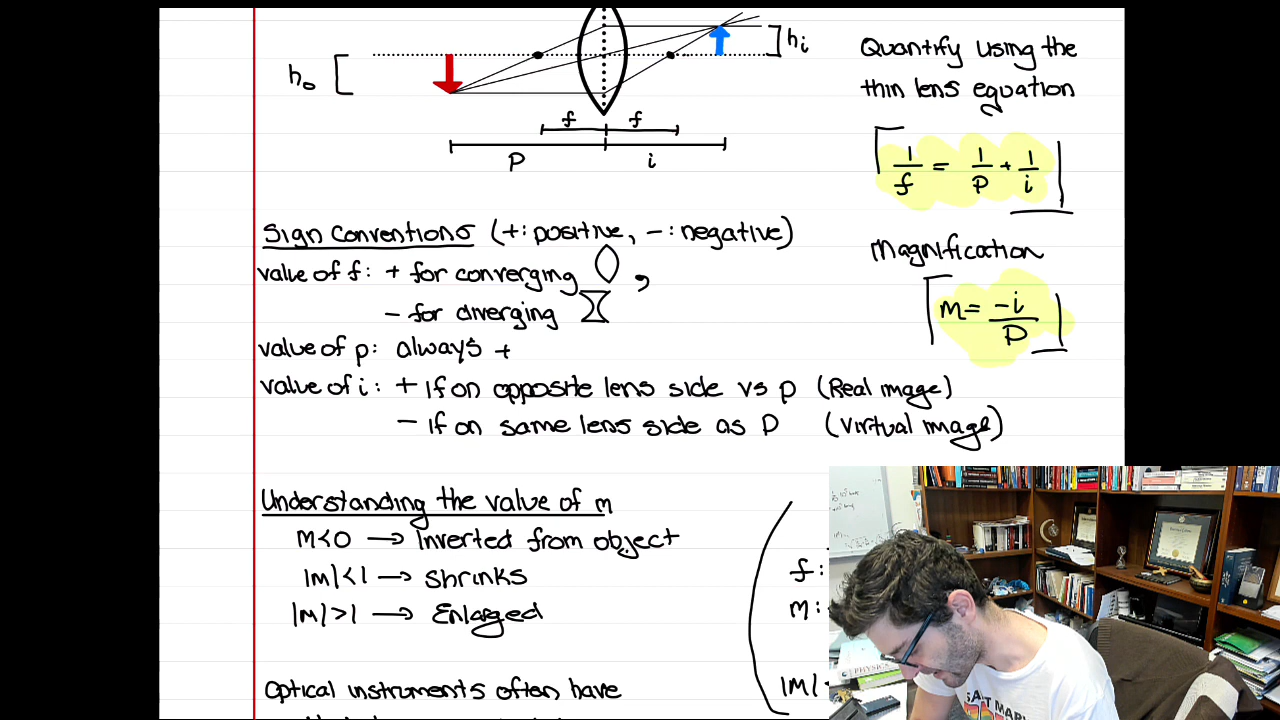 hi
ho
f f
P i
Quantify using the
thin lens equation
1/f = 1/P + 1/i
Magnification
m = -i/P
Sign Conventions (+: positive, -: negative)
value of f: + for converging ,
- for diverging
value of p: always +
value of i: + if on opposite lens side vs p (Real image)
- if on same lens side as P (virtual image)
Understanding the value of m
M<0 → Inverted from object
|m|<1 → Shrinks
|m|>1 → Enlarged
Optical instruments often have
f:
M:
|M|
PHYSICS